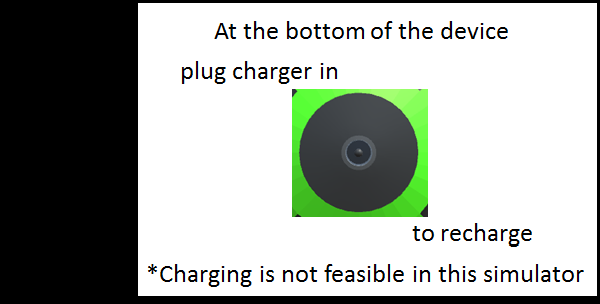 At the bottom of the device
plug charger in
to recharge
*Charging is not feasible in this simulator